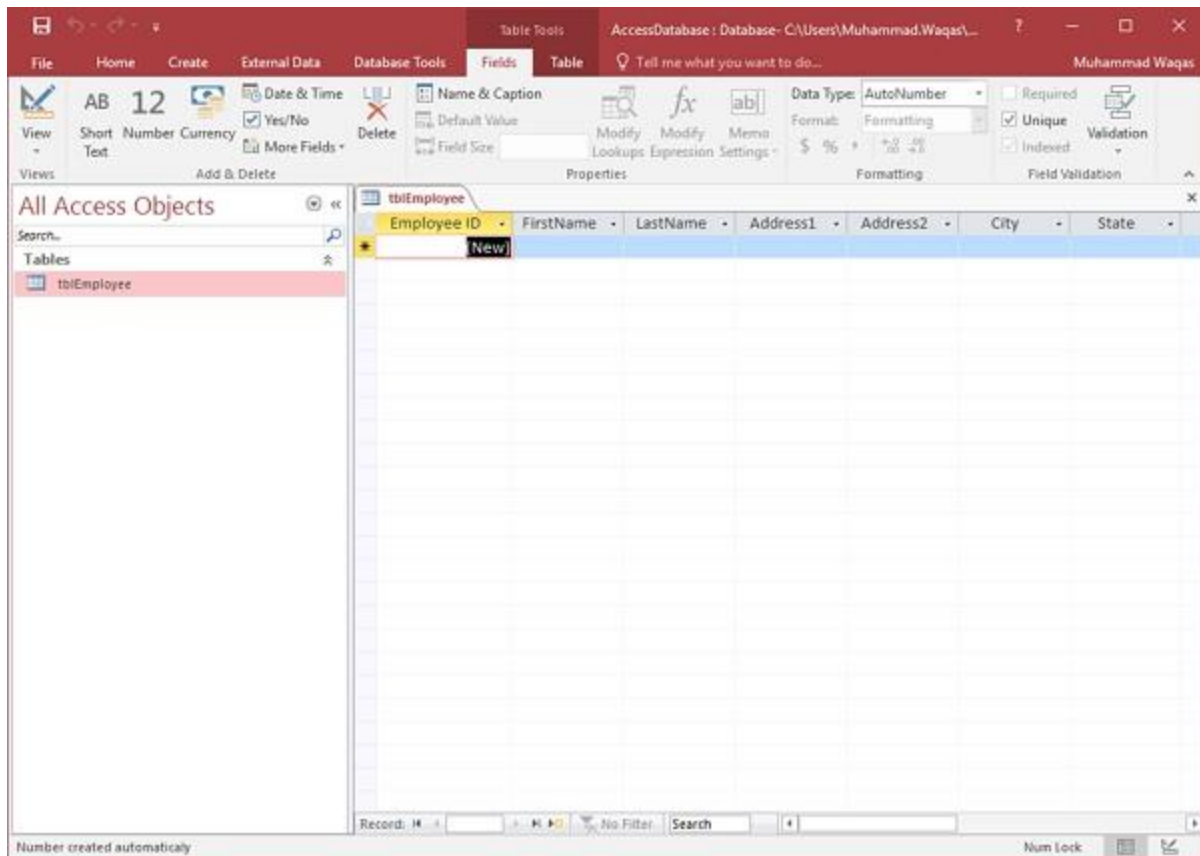 Table Tools
AccessDatabase : Database- C:\Users\Muhammad.Waqas\...
?
File Home Create External Data Database Tools Fields Table Tell me what you want to do... Muhammad Waqas
View
Views
AB Short Text
12 Number
Currency
Date & Time
Yes/No
More Fields
Delete
Add & Delete
Name & Caption
Default Value
Field Size
Modify Lookups
fx Modify Expression
ab Memo Settings
Properties
Data Type: AutoNumber
Format: Formatting
$ % ,
Formatting
Required
Unique
Indexed
Validation
Field Validation
All Access Objects
Search...
Tables
tblEmployee
tblEmployee
Employee ID FirstName LastName Address1 Address2 City State
(New)
Record: No Filter Search
Number created automaticaly
Num Lock